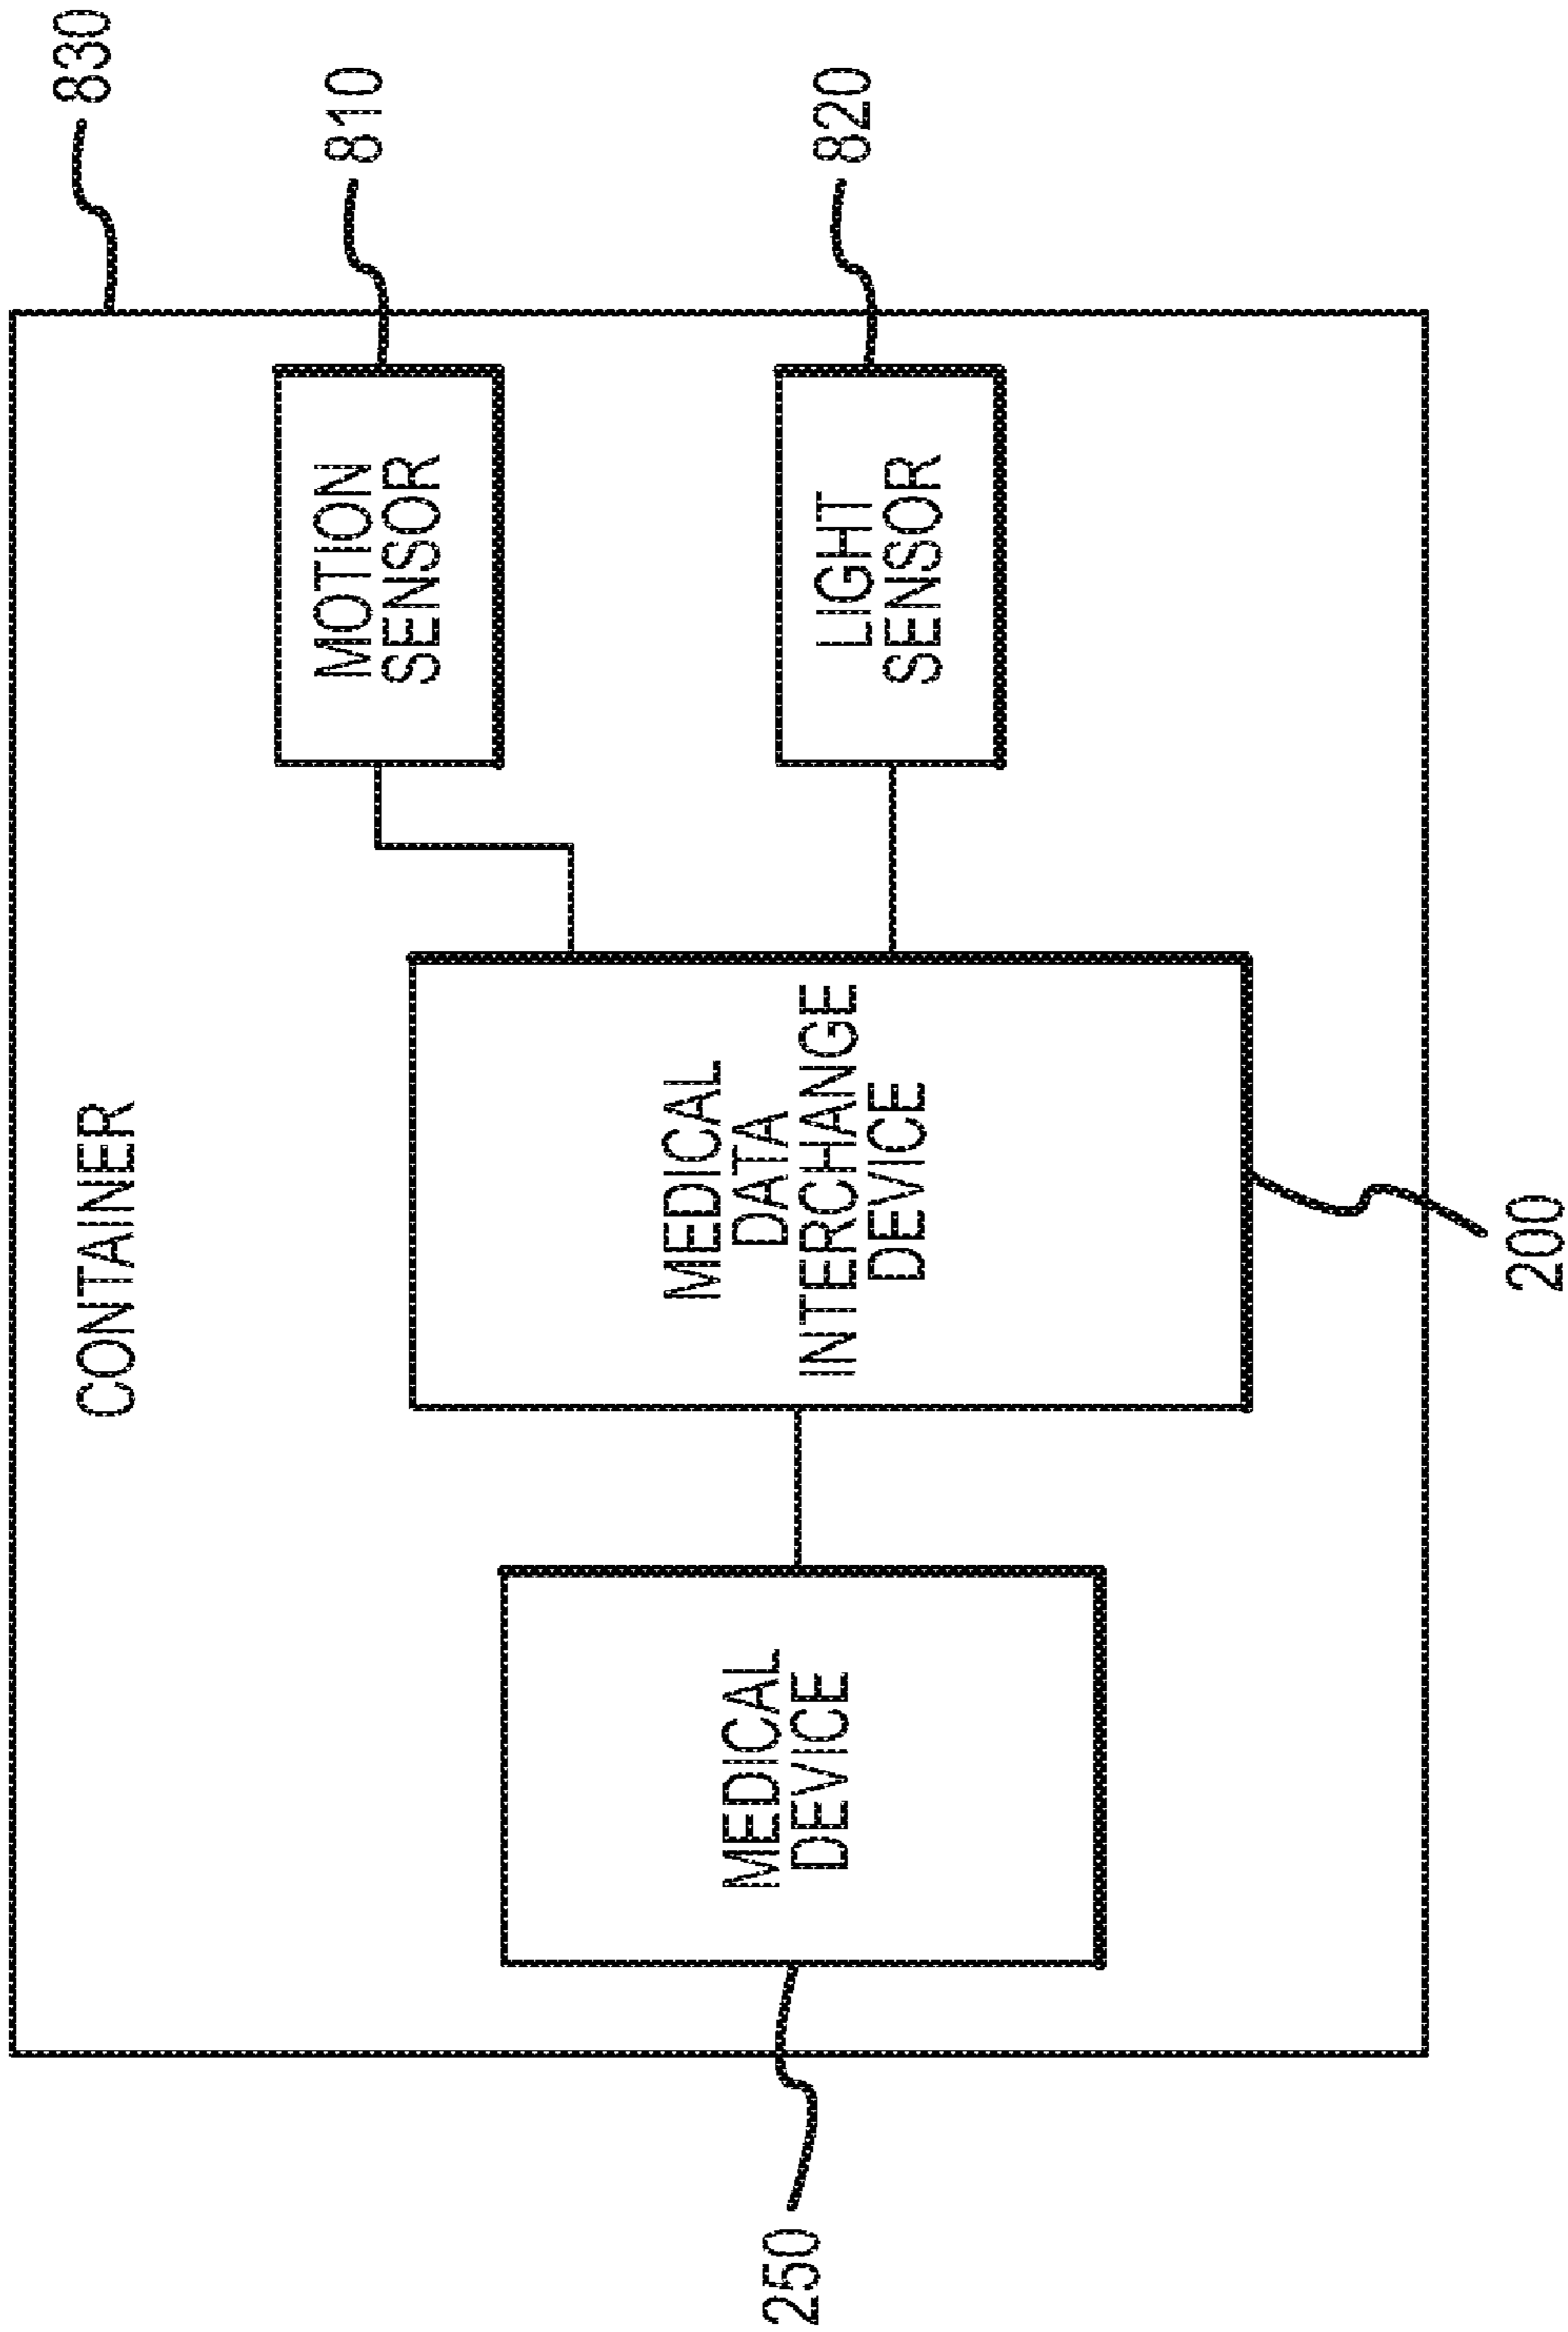 CONTAINER
830
MOTION
SENSOR
810
LIGHT
SENSOR
820
MEDICAL
DATA
INTERCHANGE
DEVICE
200
MEDICAL
DEVICE
250